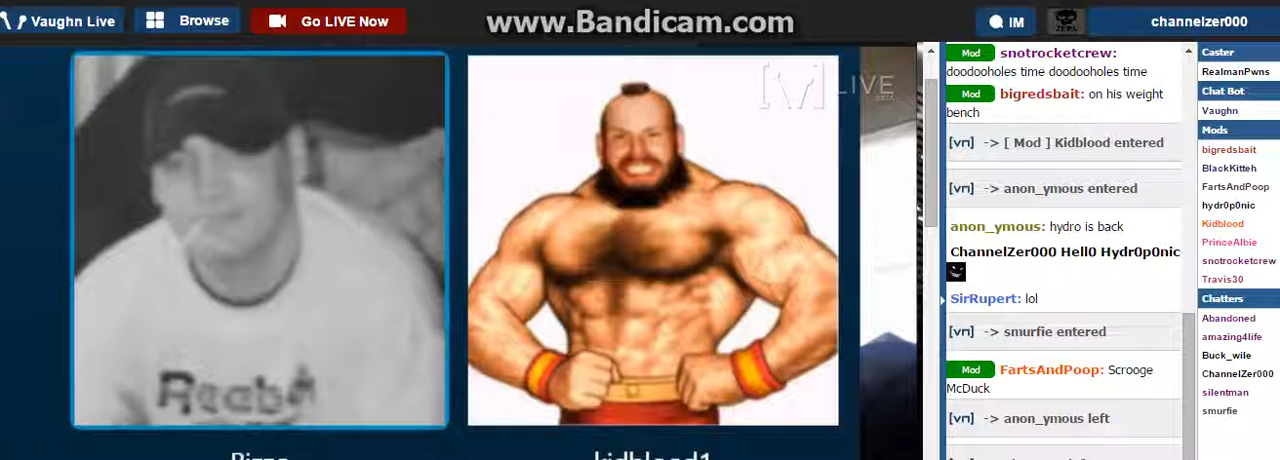 Vaughn Live
Browse
Go LIVE Now
www.Bandicam.com
IM
channelzer000
LIVE
BETA
Reebok
kidblood1
Mod snotrocketcrew:
doodooholes time doodooholes time
Mod bigredsbait: on his weight
bench
[vn] -> [ Mod ] Kidblood entered
[vn] -> anon_ymous entered
anon_ymous: hydro is back
ChannelZer000 Hell0 Hydr0p0nic
SirRupert: lol
[vn] -> smurfie entered
Mod FartsAndPoop: Scrooge
McDuck
[vn] -> anon_ymous left
Caster
RealmanPwns
Chat Bot
Vaughn
Mods
bigredsbait
BlackKitteh
FartsAndPoop
hydr0p0nic
Kidblood
PrinceAlbie
snotrocketcrew
Travis30
Chatters
Abandoned
amazing4life
Buck_wile
ChannelZer000
silentman
smurfie